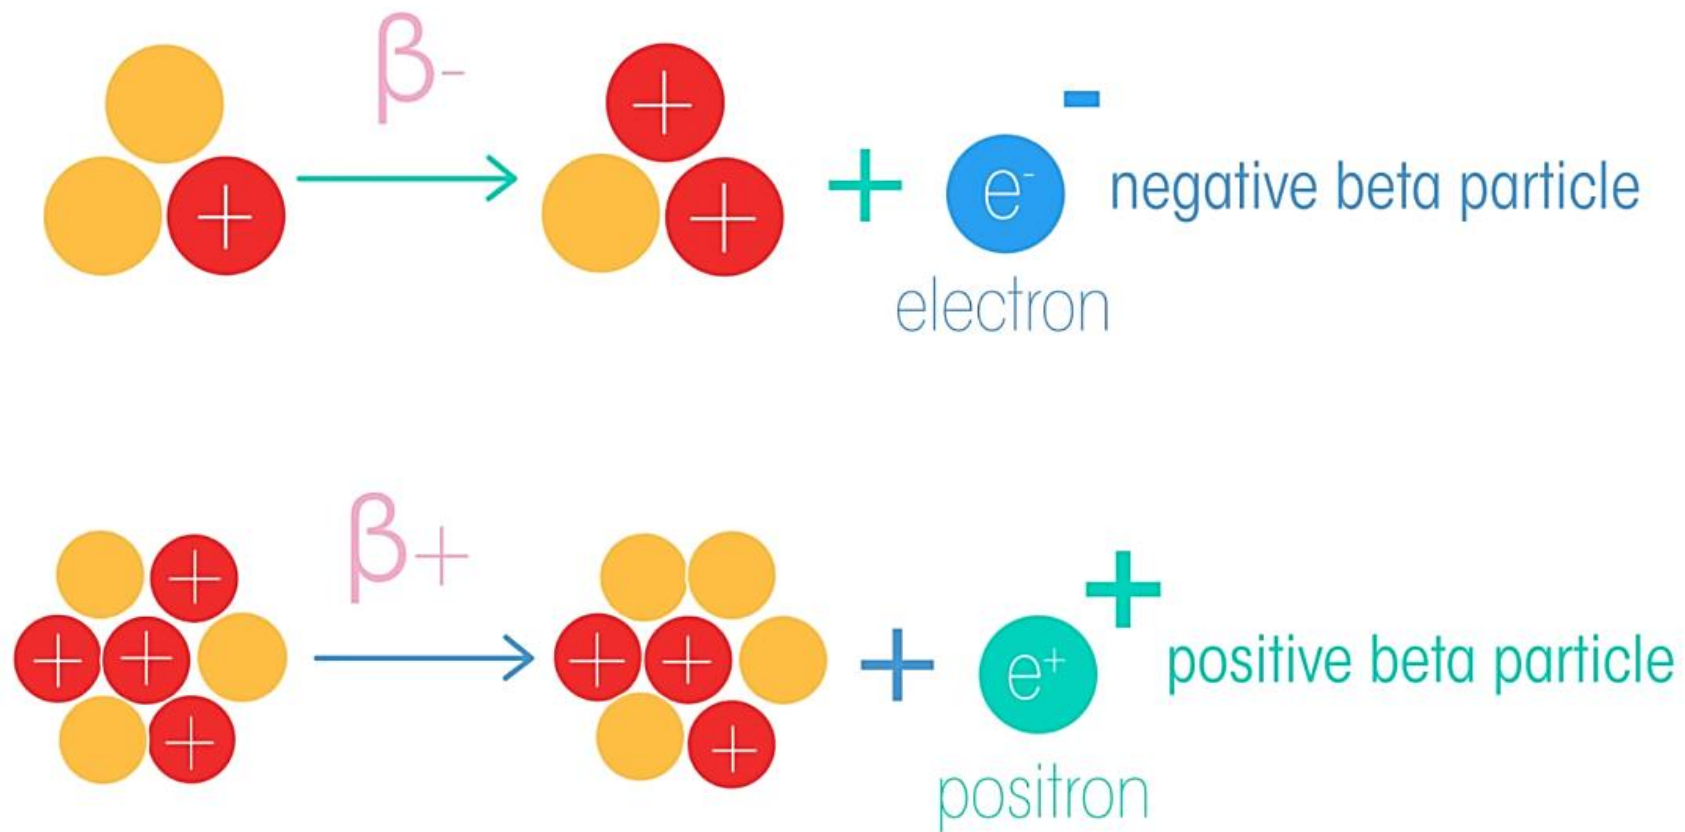 β-
+ + e⁻ - negative beta particle
+
electron
β+
+ + e⁺ + positive beta particle
+ +
+ +
+ +
positron